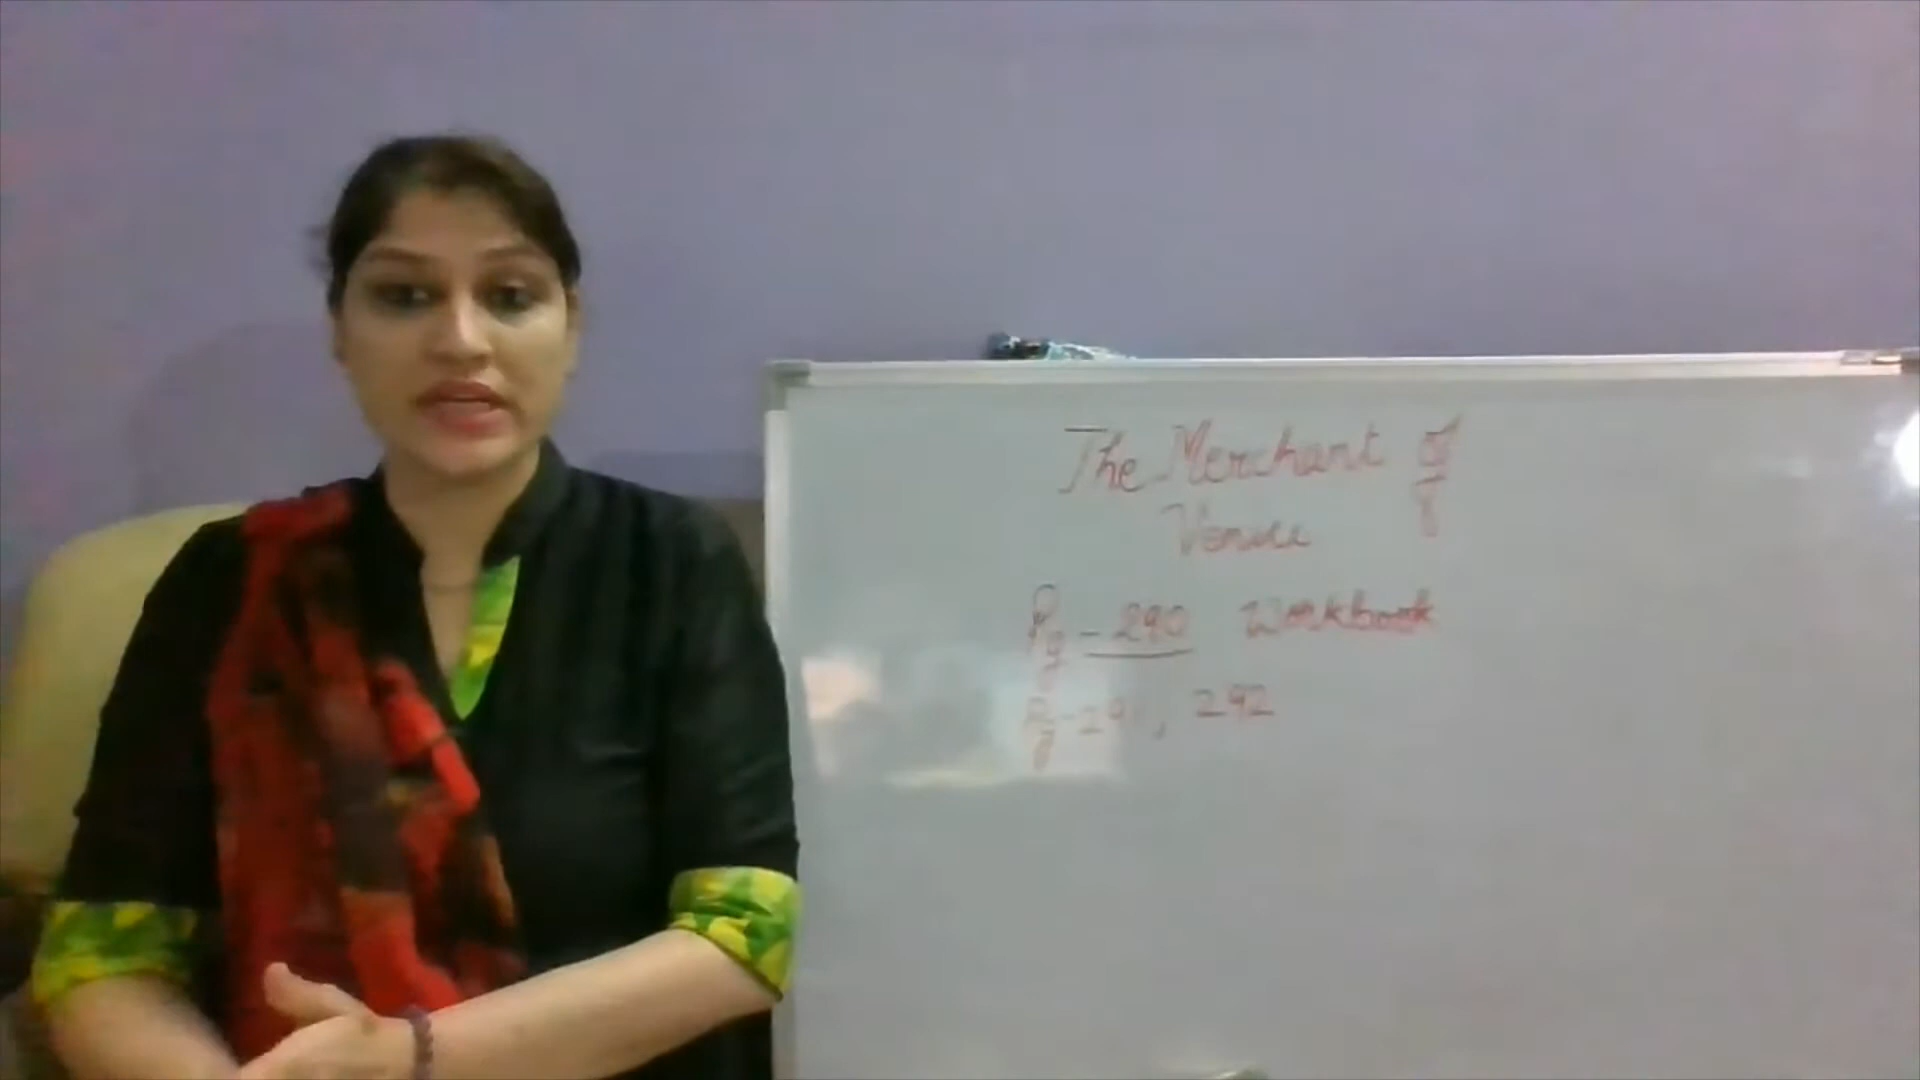 The Merchant of
Venice
Pg - 290 Workbook
Pg - 291, 292